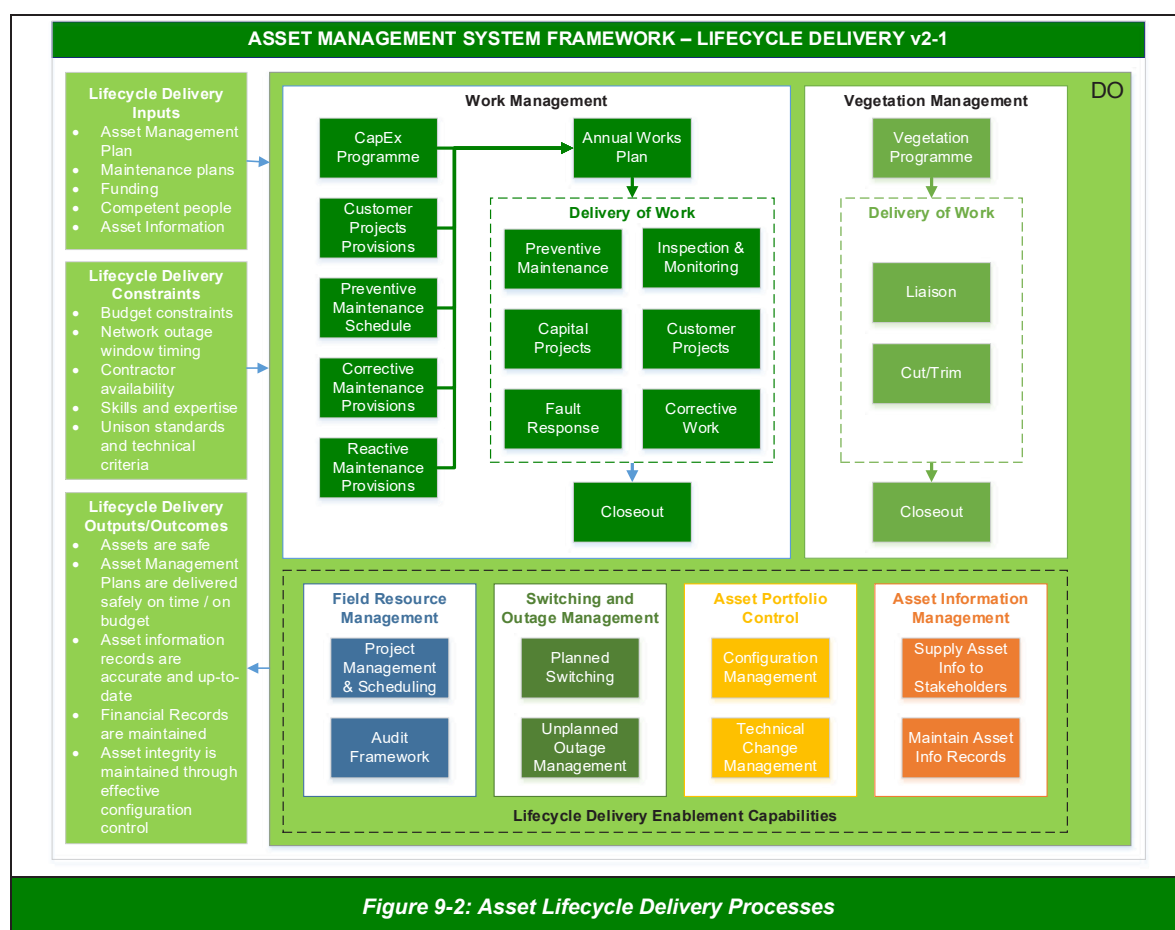 ASSET MANAGEMENT SYSTEM FRAMEWORK – LIFECYCLE DELIVERY v2-1
Lifecycle Delivery
Inputs
• Asset Management
Plan
• Maintenance plans
• Funding
• Competent people
• Asset Information
Lifecycle Delivery
Constraints
• Budget constraints
• Network outage
window timing
• Contractor
availability
• Skills and expertise
• Unison standards
and technical
criteria
Lifecycle Delivery
Outputs/Outcomes
• Assets are safe
• Asset Management
Plans are delivered
safely on time / on
budget
• Asset information
records are
accurate and up-to-
date
• Financial Records
are maintained
• Asset integrity is
maintained through
effective
configuration
control
DO
Work Management
CapEx
Programme
Customer
Projects
Provisions
Preventive
Maintenance
Schedule
Corrective
Maintenance
Provisions
Reactive
Maintenance
Provisions
Annual Works
Plan
Delivery of Work
Preventive
Maintenance
Inspection &
Monitoring
Capital
Projects
Customer
Projects
Fault
Response
Corrective
Work
Closeout
Vegetation Management
Vegetation
Programme
Delivery of Work
Liaison
Cut/Trim
Closeout
Field Resource
Management
Project
Management
& Scheduling
Audit
Framework
Switching and
Outage Management
Planned
Switching
Unplanned
Outage
Management
Asset Portfolio
Control
Configuration
Management
Technical
Change
Management
Asset Information
Management
Supply Asset
Info to
Stakeholders
Maintain Asset
Info Records
Lifecycle Delivery Enablement Capabilities
Figure 9-2: Asset Lifecycle Delivery Processes